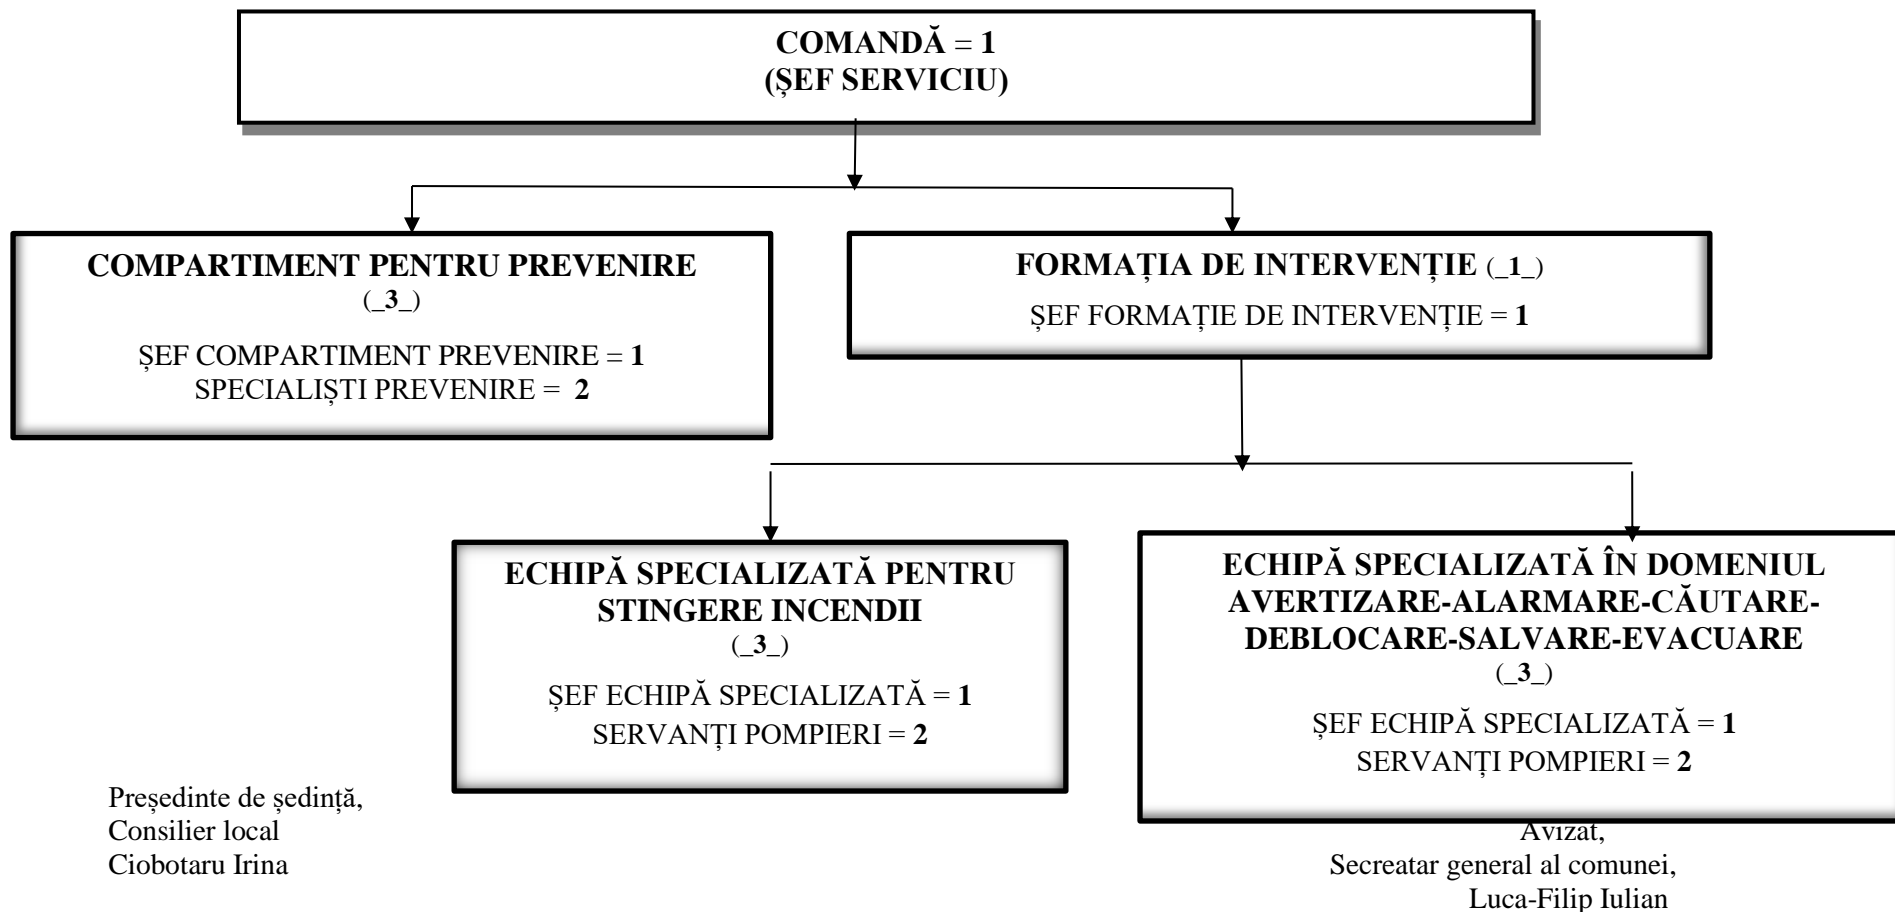 COMANDĂ = 1
(ȘEF SERVICIU)
COMPARTIMENT PENTRU PREVENIRE
(_3_)
ȘEF COMPARTIMENT PREVENIRE = 1
SPECIALIȘTI PREVENIRE = 2
FORMAȚIA DE INTERVENȚIE (_1_)
ȘEF FORMAȚIE DE INTERVENȚIE = 1
ECHIPĂ SPECIALIZATĂ PENTRU
STINGERE INCENDII
(_3_)
ȘEF ECHIPĂ SPECIALIZATĂ = 1
SERVANȚI POMPIERI = 2
ECHIPĂ SPECIALIZATĂ ÎN DOMENIUL
AVERTIZARE-ALARMARE-CĂUTARE-
DEBLOCARE-SALVARE-EVACUARE
(_3_)
ȘEF ECHIPĂ SPECIALIZATĂ = 1
SERVANȚI POMPIERI = 2
Președinte de ședință,
Consilier local
Ciobotaru Irina
Avizat,
Secreatar general al comunei,
Luca-Filip Iulian